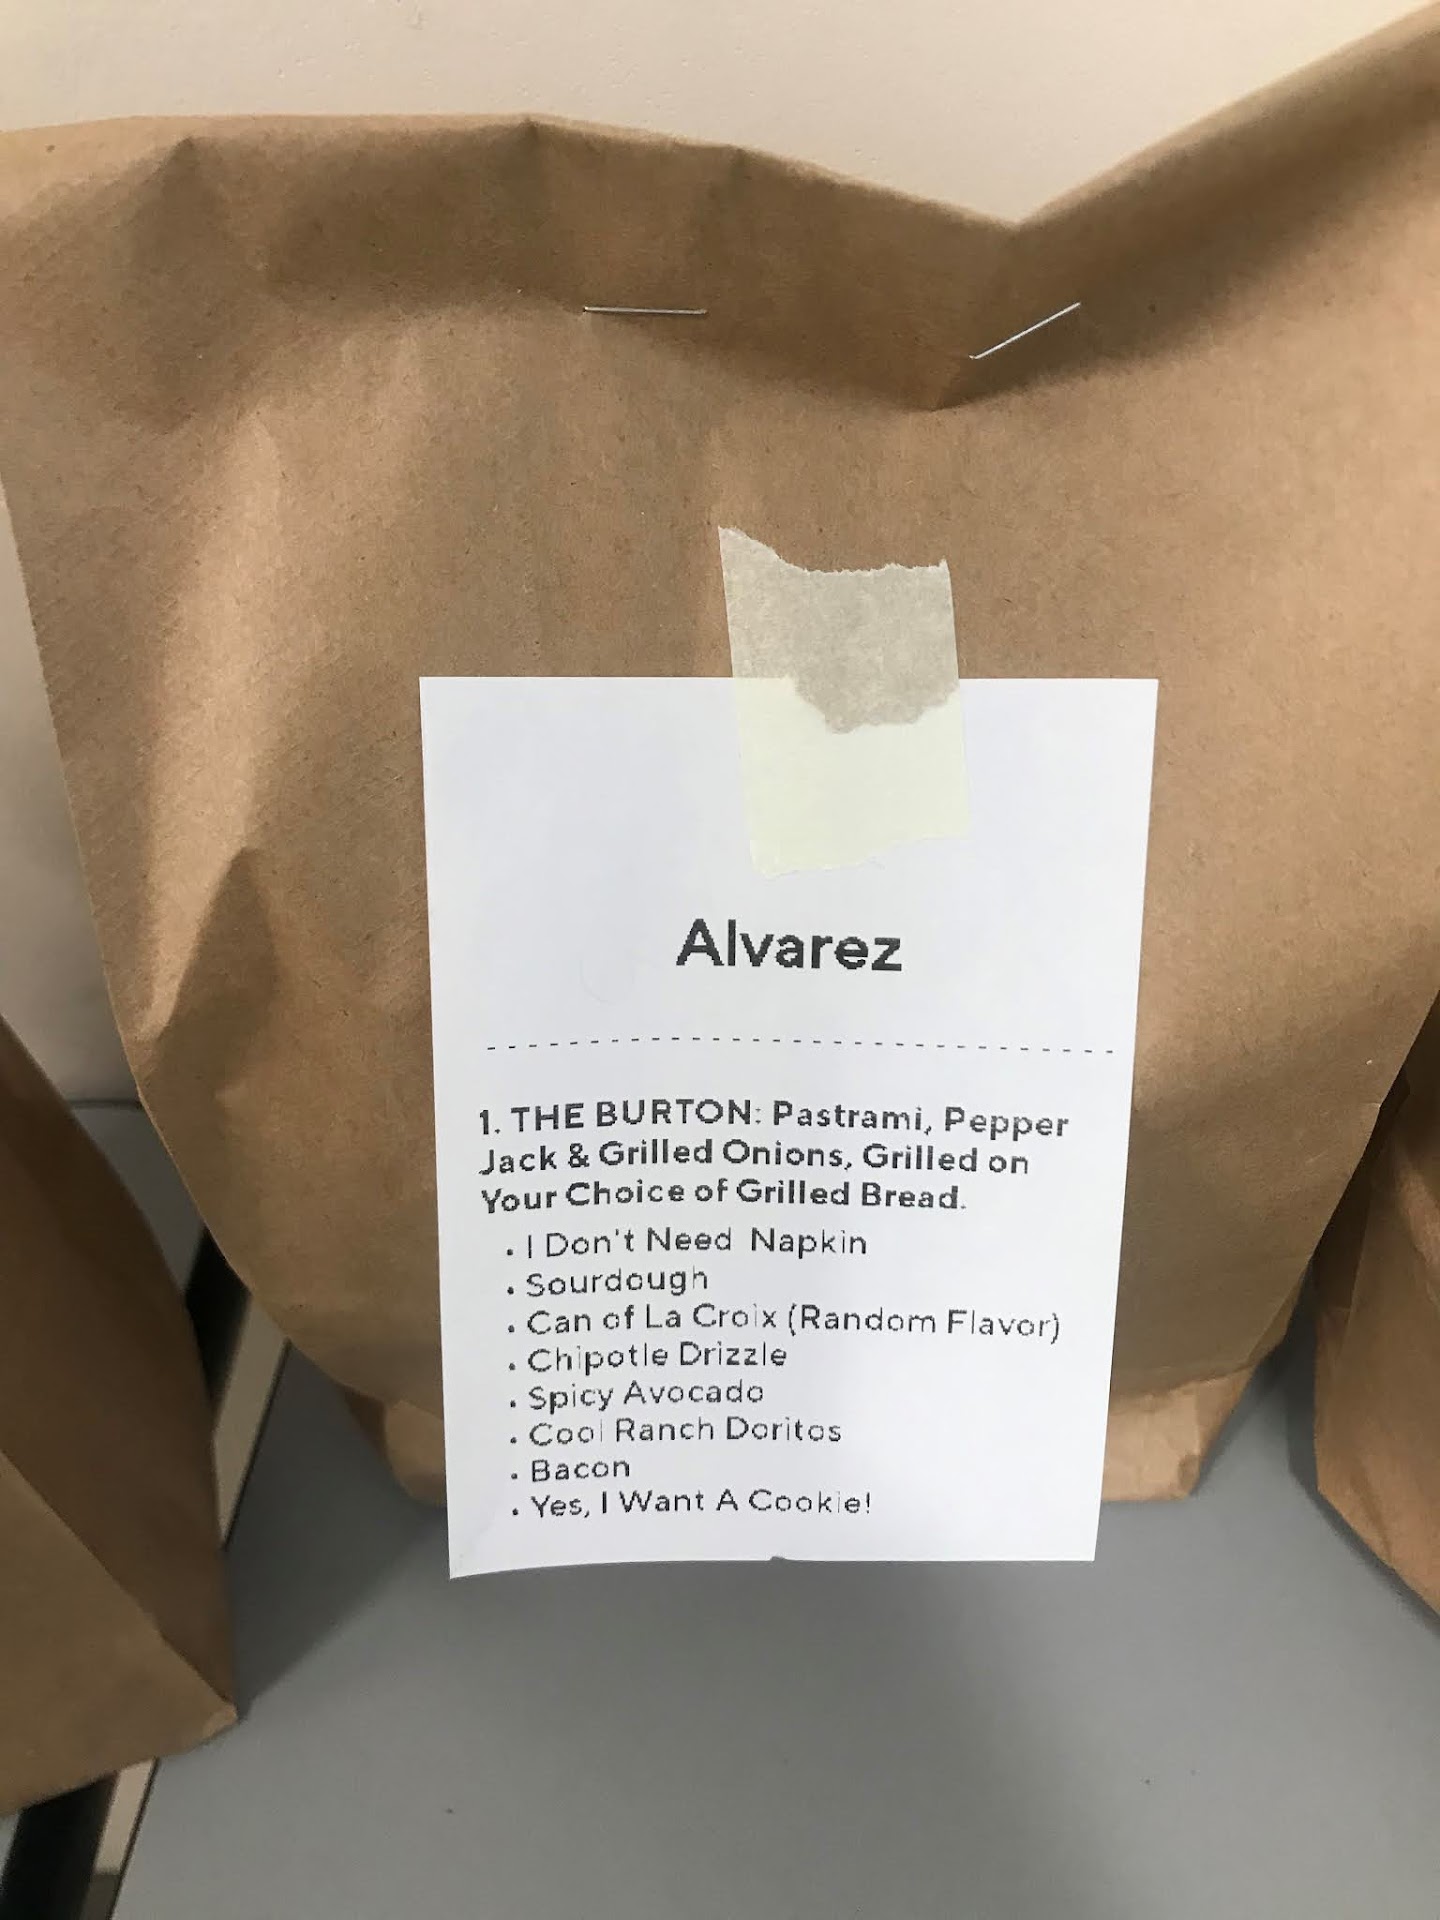 Alvarez
1. THE BURTON: Pastrami, Pepper
Jack & Grilled Onions, Grilled on
Your Choice of Grilled Bread.
• I Don't Need Napkin
• Sourdough
• Can of La Croix (Random Flavor)
• Chipotle Drizzle
• Spicy Avocado
• Cool Ranch Doritos
• Bacon
• Yes, I Want A Cookie!